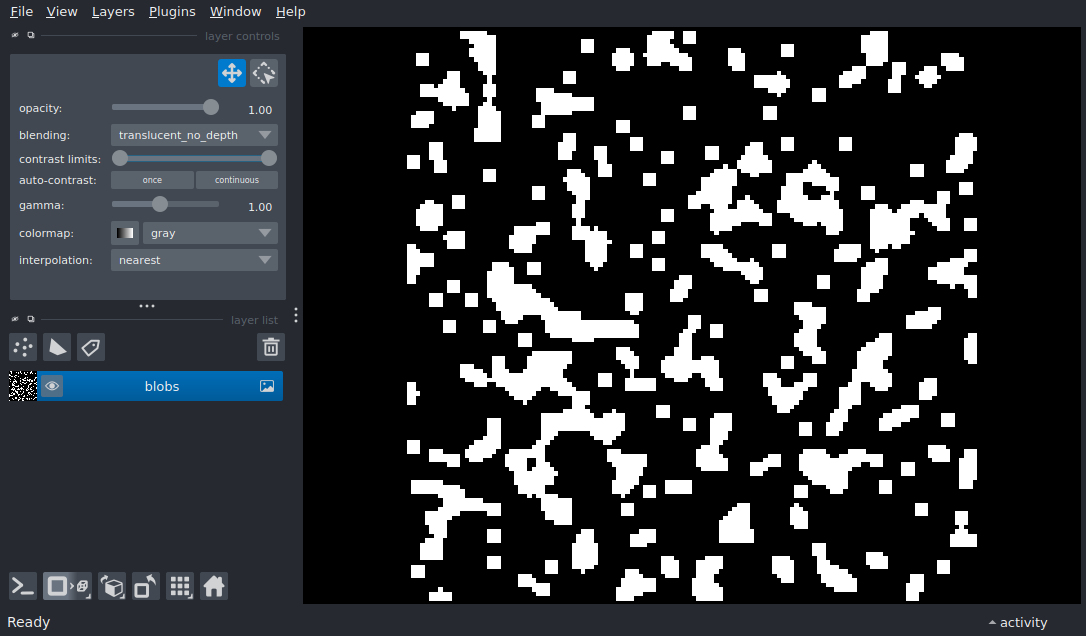 File View Layers Plugins Window Help
layer controls
opacity: 1.00
blending: translucent_no_depth
contrast limits:
auto-contrast: once continuous
gamma: 1.00
colormap: gray
interpolation: nearest
layer list
blobs
Ready
activity